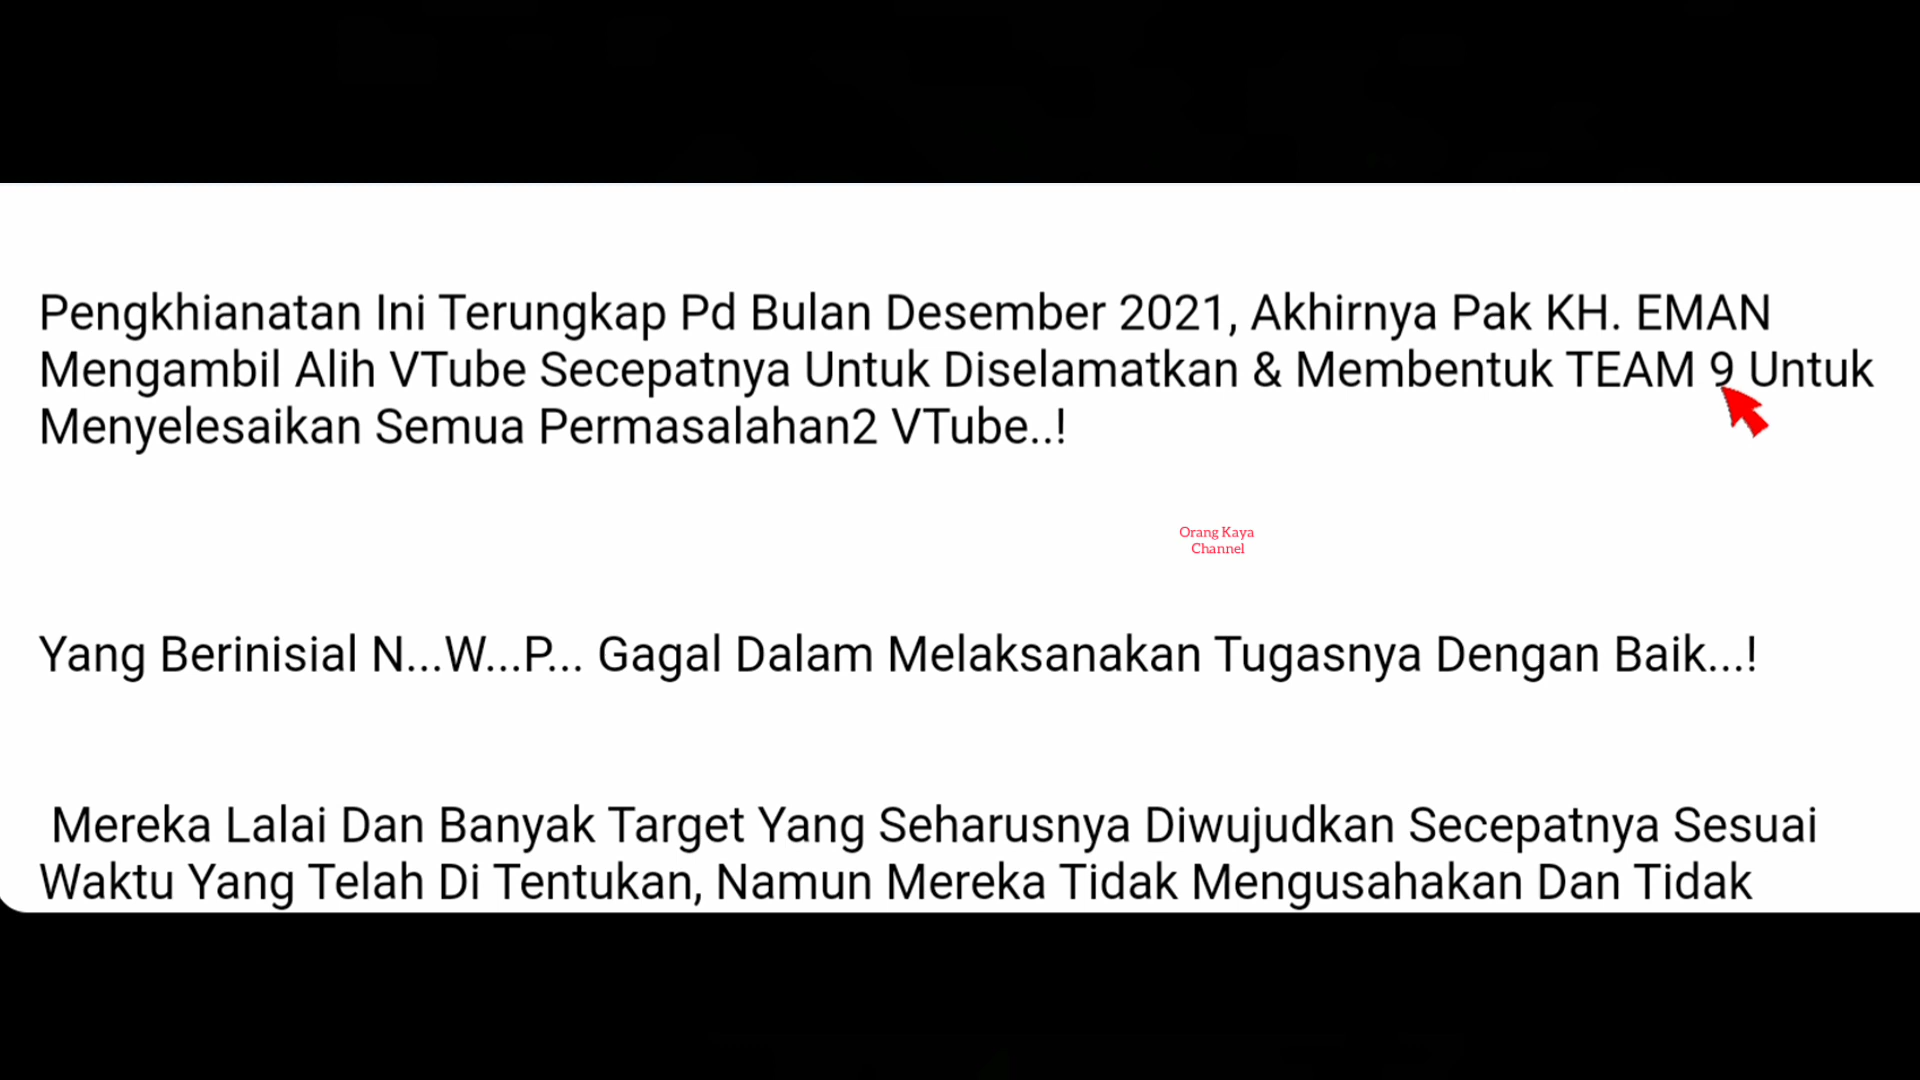 Pengkhianatan Ini Terungkap Pd Bulan Desember 2021, Akhirnya Pak KH. EMAN
Mengambil Alih VTube Secepatnya Untuk Diselamatkan & Membentuk TEAM 9 Untuk
Menyelesaikan Semua Permasalahan2 VTube..!
Orang Kaya
Channel
Yang Berinisial N...W...P... Gagal Dalam Melaksanakan Tugasnya Dengan Baik...!
Mereka Lalai Dan Banyak Target Yang Seharusnya Diwujudkan Secepatnya Sesuai
Waktu Yang Telah Di Tentukan, Namun Mereka Tidak Mengusahakan Dan Tidak